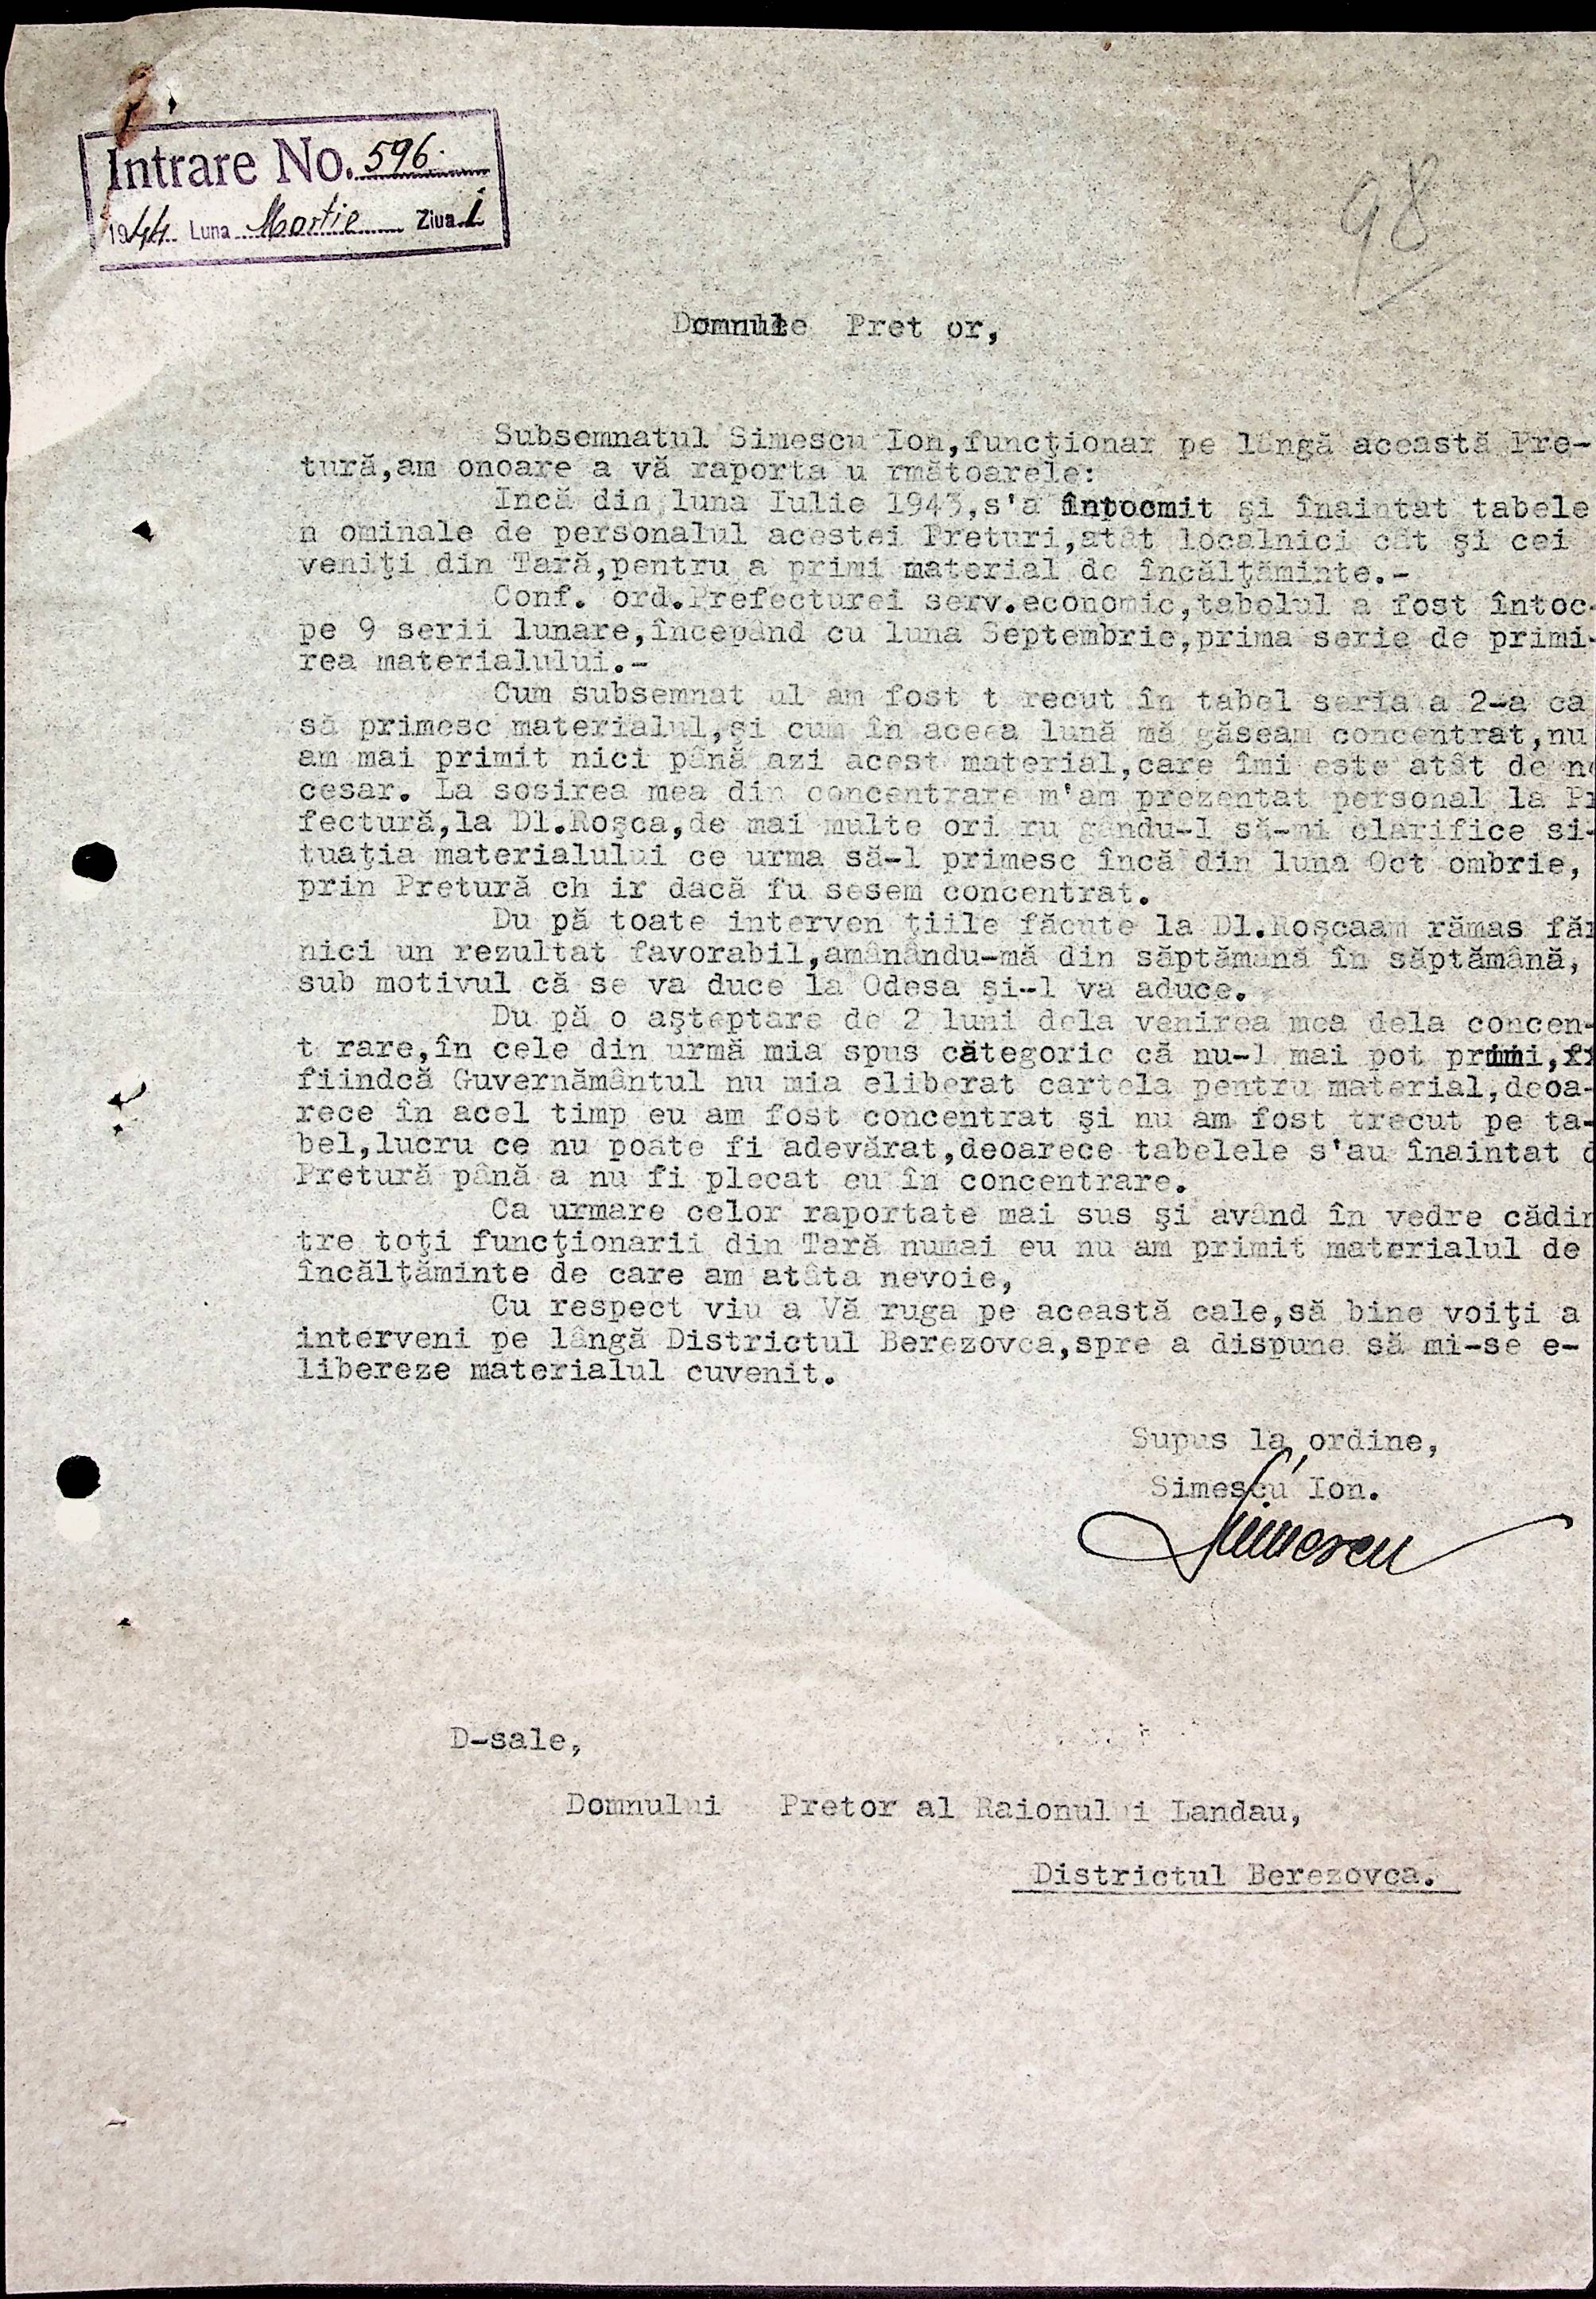 Intrare No. 596.
1944 Luna Martie Ziua 1
98
Domnule Pret or,
Subsemnatul Simescu Ion,funcţionar pe lângă această Pre-
tură,am onoare a vă raporta u rmătoarele:
Incă din luna Iulie 1943,s'a întocmit şi înaintat tabele
n ominale de personalul acestei Preturi,atât localnici cât şi cei
veniţi din Tară,pentru a primi material de încălţăminte.-
Conf. ord.Prefecturei serv.economic,tabelul a fost întoc-
pe 9 serii lunare,începând cu luna Septembrie,prima serie de primi-
rea materialului.-
Cum subsemnat ul am fost t recut în tabel seria a 2-a ca
să primesc materialul,şi cum în aceea lună mă găseam concentrat,nu
am mai primit nici până azi acest material,care îmi este atât de n
cesar. La sosirea mea din concentrare m'am prezentat personal la P
fectură,la Dl.Roşca,de mai multe ori ru gându-l să-mi clarifice si-
tuaţia materialului ce urma să-l primesc încă din luna Oct ombrie,
prin Pretură ch ir dacă fu sesem concentrat.
Du pă toate interven ţiile făcute la Dl.Roşcaam rămas fă
nici un rezultat favorabil,amânându-mă din săptămână în săptămână,
sub motivul că se va duce la Odesa şi-l va aduce.
Du pă o aşteptare de 2 luni dela venirea mea dela concen-
t rare,în cele din urmă mia spus categoric că nu-l mai pot primi,fi
fiindcă Guvernământul nu mia eliberat cartela pentru material,deoa-
rece în acel timp eu am fost concentrat şi nu am fost trecut pe ta-
bel,lucru ce nu poate fi adevărat,deoarece tabelele s'au înaintat d
Pretură până a nu fi plecat eu în concentrare.
Ca urmare celor raportate mai sus şi având în vedre cădin
tre toţi funcţionarii din Tară numai eu nu am primit materialul de
încălţăminte de care am atâta nevoie,
Cu respect viu a Vă ruga pe această cale,să bine voiţi a
interveni pe lângă Districtul Berezovca,spre a dispune să mi-se e-
libereze materialul cuvenit.
Supus la ordine,
Simescu Ion.
Simescu
D-sale,
Domnului Pretor al Raionului Landau,
Districtul Berezovca.